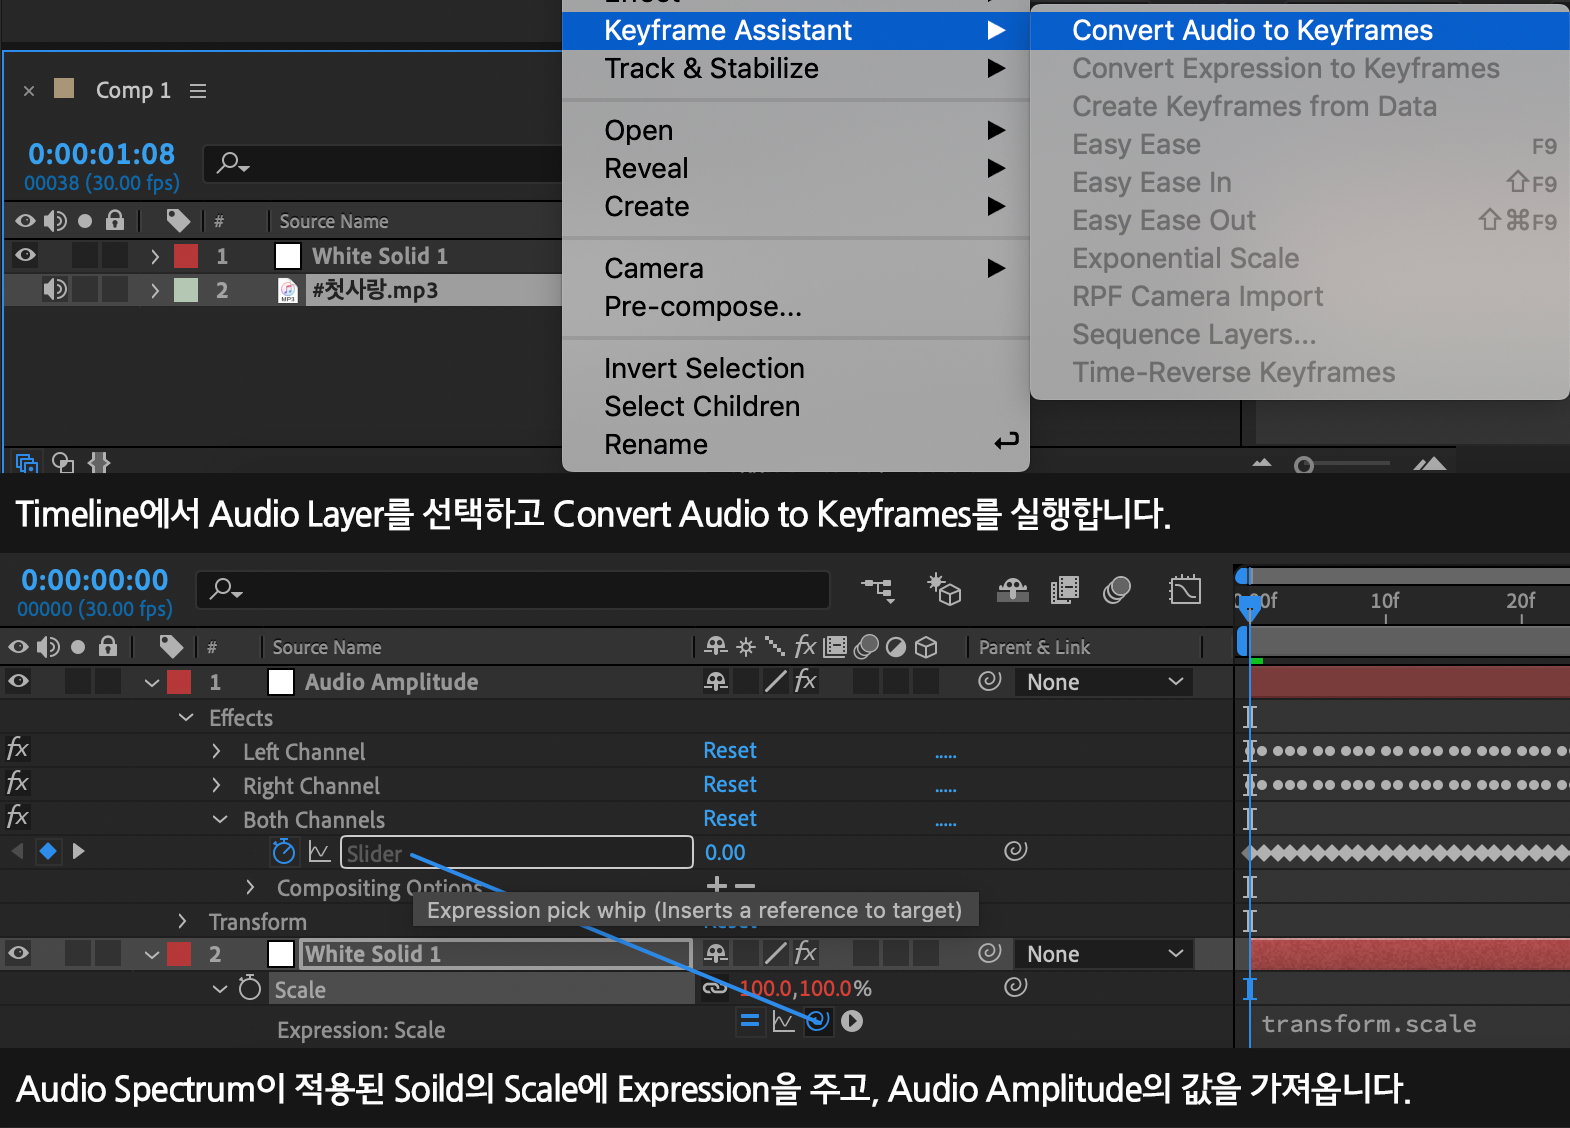 Effect
Keyframe Assistant
Track & Stabilize
Open
Reveal
Create
Camera
Pre-compose...
Invert Selection
Select Children
Rename
Convert Audio to Keyframes
Convert Expression to Keyframes
Create Keyframes from Data
Easy Ease F9
Easy Ease In ⇧F9
Easy Ease Out ⇧⌘F9
Exponential Scale
RPF Camera Import
Sequence Layers...
Time-Reverse Keyframes
× Comp 1
0:00:01:08
00038 (30.00 fps)
# Source Name
1 White Solid 1
2 MP3 #첫사랑.mp3
Timeline에서 Audio Layer를 선택하고 Convert Audio to Keyframes를 실행합니다.
0:00:00:00
00000 (30.00 fps)
00f 10f 20f
# Source Name fx Parent & Link
1 Audio Amplitude fx None
Effects
fx Left Channel Reset .....
fx Right Channel Reset .....
fx Both Channels Reset .....
Slider 0.00
Compositing Options
Expression pick whip (Inserts a reference to target)
Transform Reset
2 White Solid 1 fx None
Scale 100.0,100.0%
Expression: Scale transform.scale
Audio Spectrum이 적용된 Soild의 Scale에 Expression을 주고, Audio Amplitude의 값을 가져옵니다.